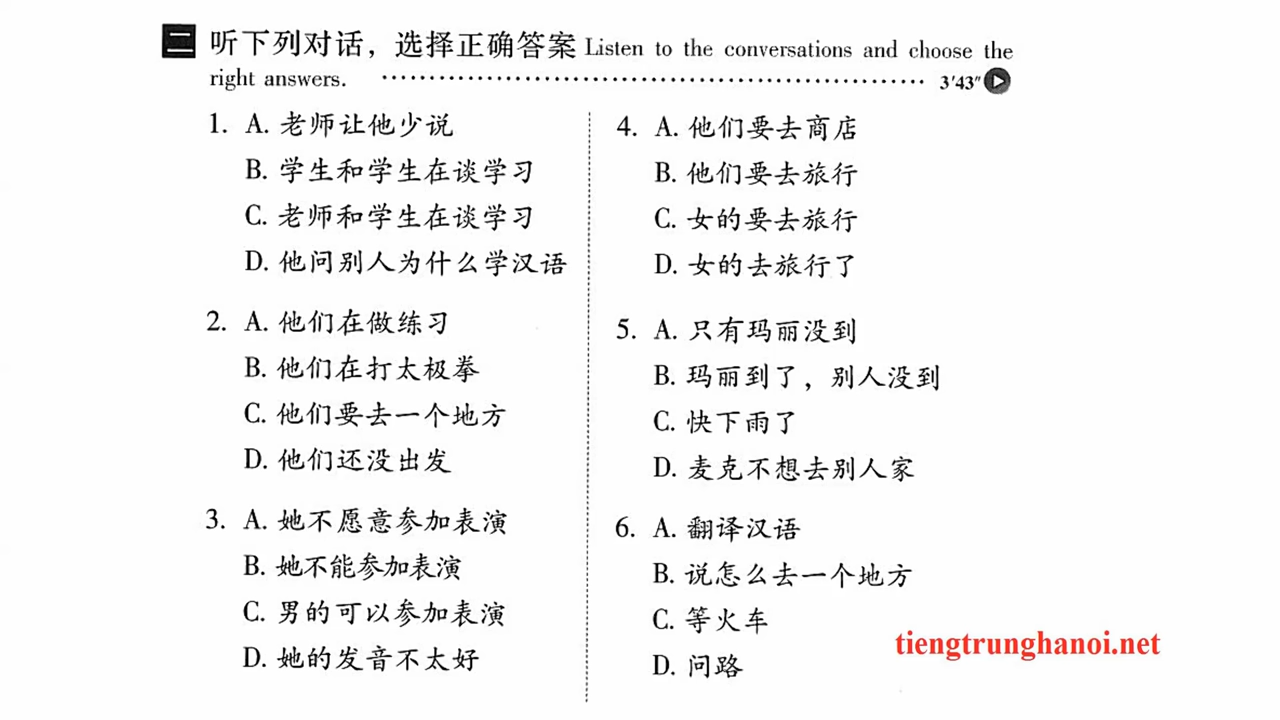 二 听下列对话，选择正确答案 Listen to the conversations and choose the
right answers. ······················································ 3′43″
1. A. 老师让他少说
B. 学生和学生在谈学习
C. 老师和学生在谈学习
D. 他问别人为什么学汉语
2. A. 他们在做练习
B. 他们在打太极拳
C. 他们要去一个地方
D. 他们还没出发
3. A. 她不愿意参加表演
B. 她不能参加表演
C. 男的可以参加表演
D. 她的发音不太好
4. A. 他们要去商店
B. 他们要去旅行
C. 女的要去旅行
D. 女的去旅行了
5. A. 只有玛丽没到
B. 玛丽到了，别人没到
C. 快下雨了
D. 麦克不想去别人家
6. A. 翻译汉语
B. 说怎么去一个地方
C. 等火车
D. 问路
tiengtrunghanoi.net